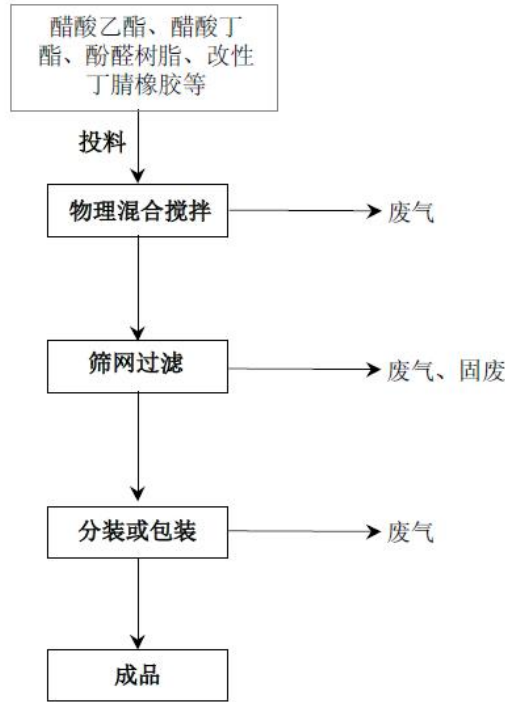 醋酸乙酯、醋酸丁
酯、酚醛树脂、改性
丁腈橡胶等
投料
物理混合搅拌
废气
筛网过滤
废气、固废
分装或包装
废气
成品